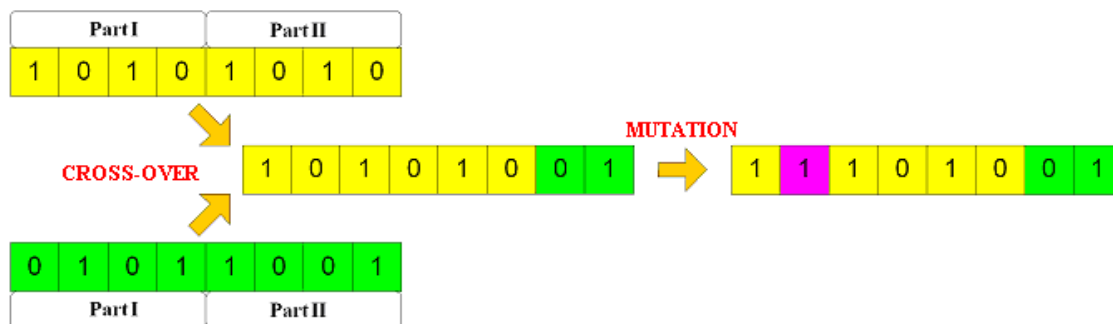 Part I Part II
1 0 1 0 1 0 1 0
MUTATION
CROSS-OVER
1 0 1 0 1 0 0 1
1 1 1 0 1 0 0 1
0 1 0 1 1 0 0 1
Part I Part II